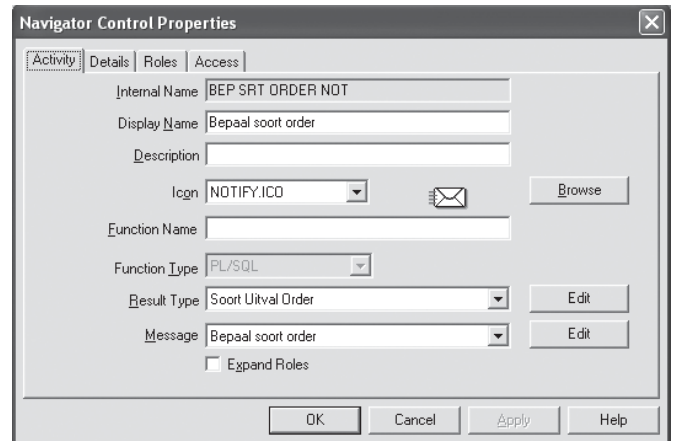 Navigator Control Properties
Activity Details Roles Access
Internal Name BEP SRT ORDER NOT
Display Name Bepaal soort order
Description
Icon NOTIFY.ICO Browse
Function Name
Function Type PL/SQL
Result Type Soort Uitval Order Edit
Message Bepaal soort order Edit
Expand Roles
OK Cancel Apply Help